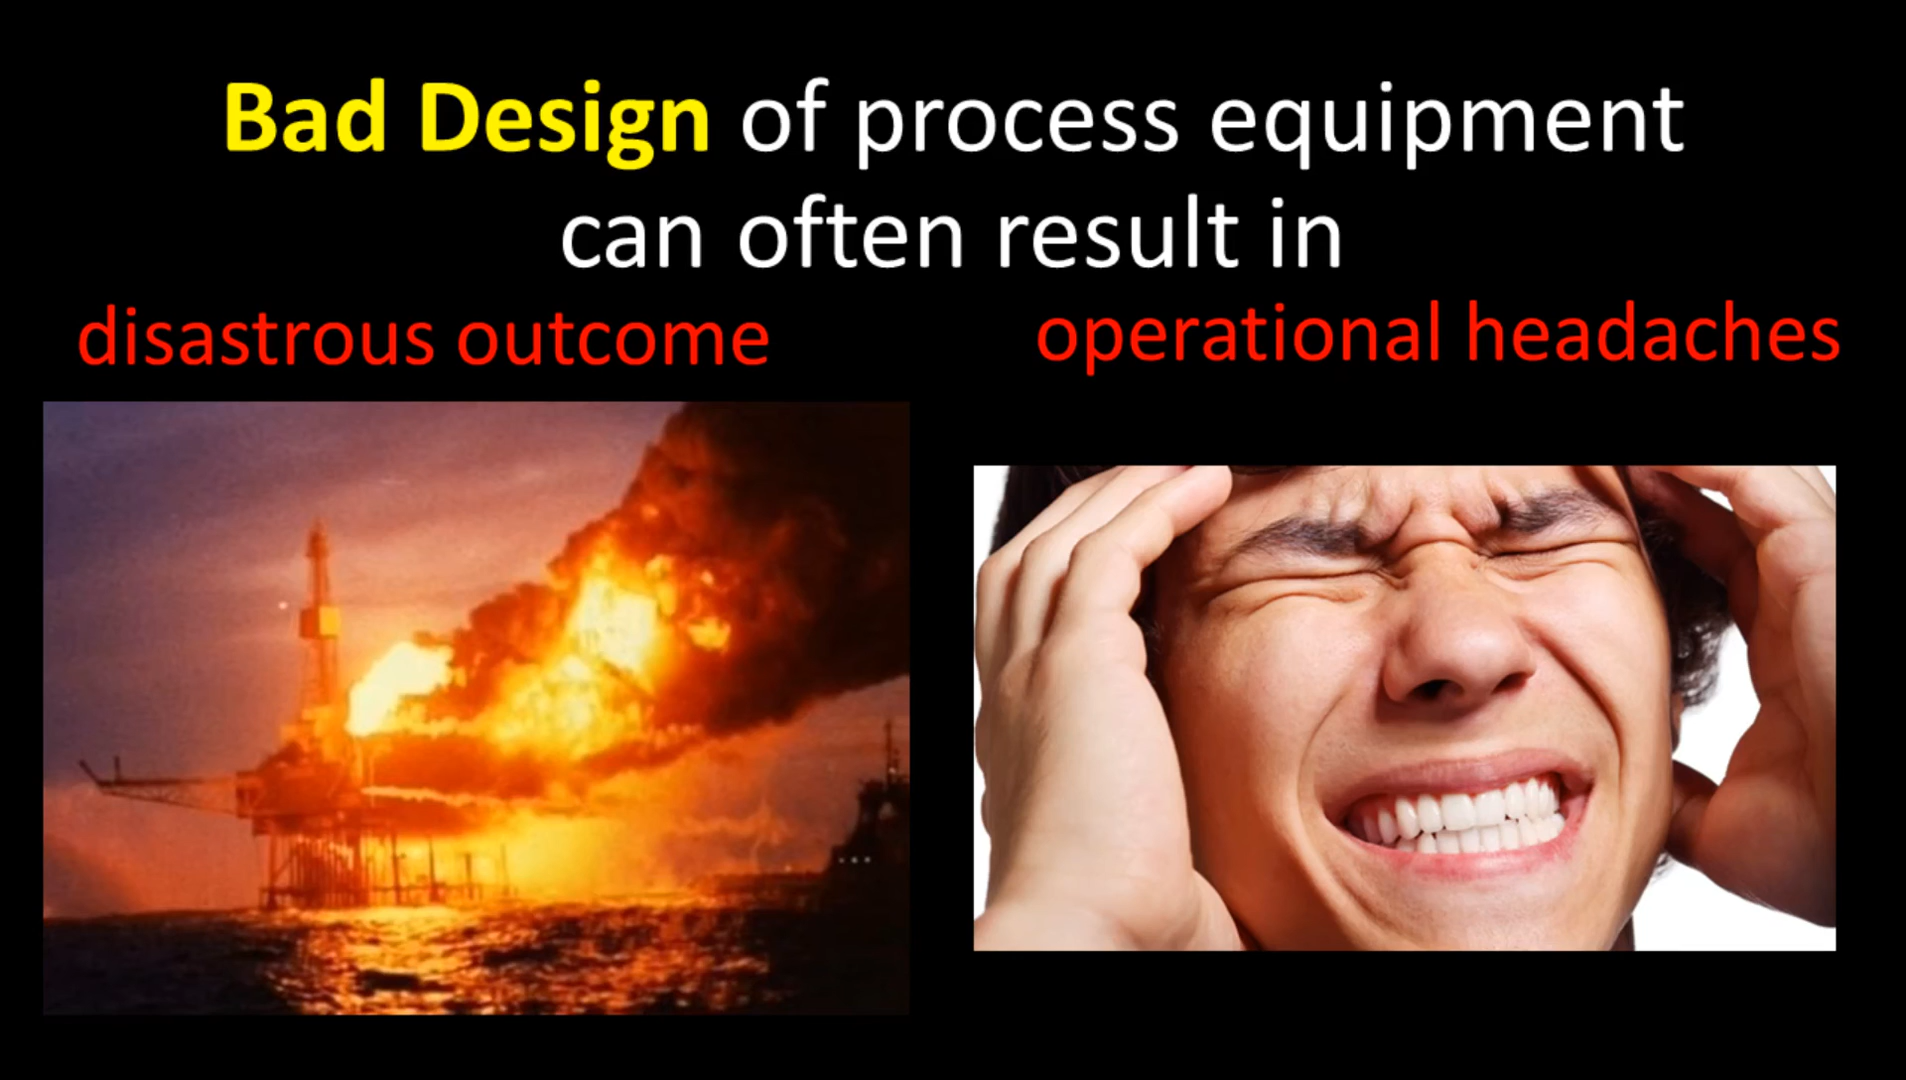 Bad Design of process equipment
can often result in
disastrous outcome
operational headaches